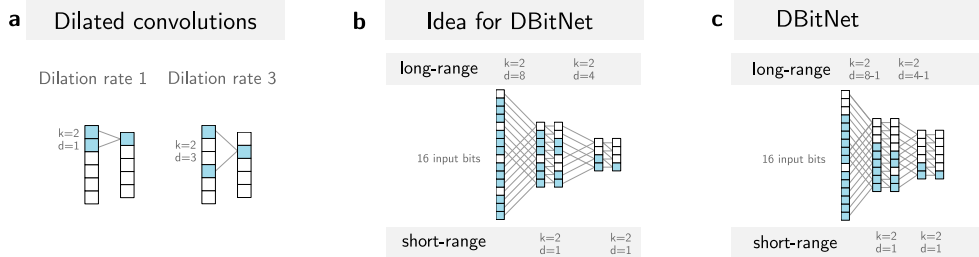 a Dilated convolutions
Dilation rate 1 Dilation rate 3
k=2
d=1
k=2
d=3
b Idea for DBitNet
long-range
k=2 k=2
d=8 d=4
16 input bits
short-range
k=2 k=2
d=1 d=1
c DBitNet
long-range
k=2 k=2
d=8-1 d=4-1
16 input bits
short-range
k=2 k=2
d=1 d=1